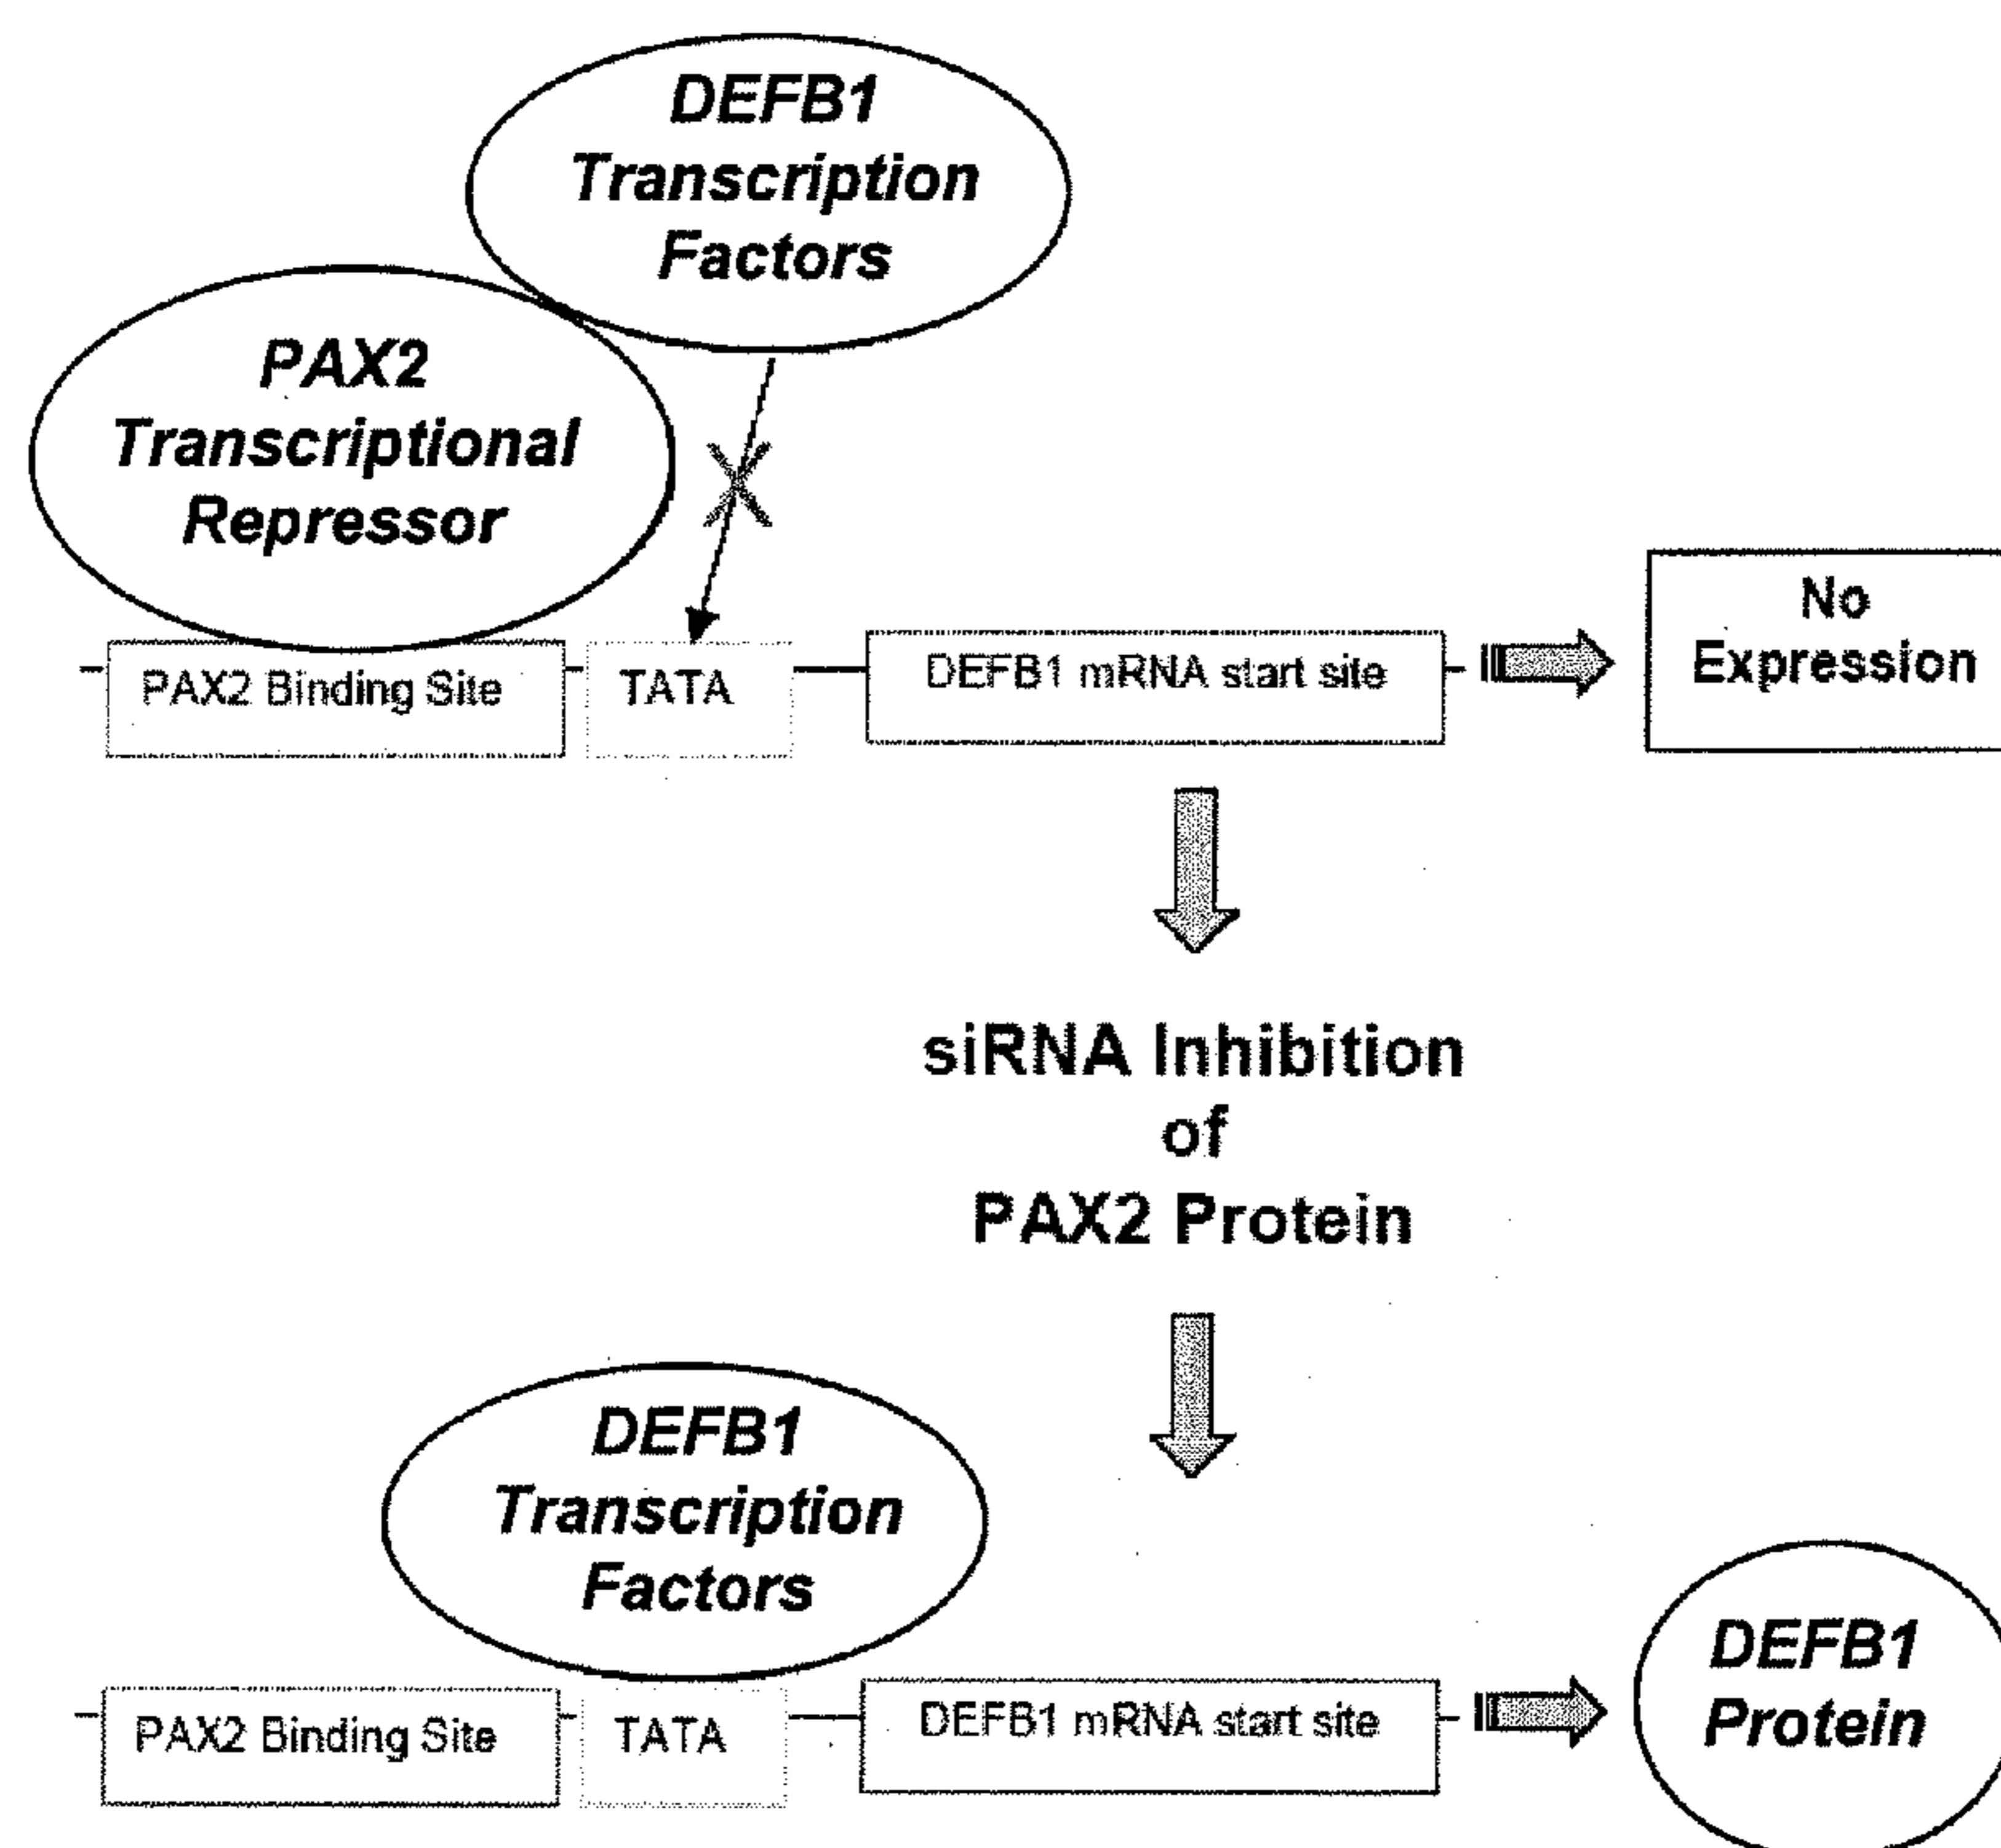 DEFB1
Transcription
Factors
PAX2
Transcriptional
Repressor
PAX2 Binding Site
TATA
DEFB1 mRNA start site
No
Expression
siRNA Inhibition
of
PAX2 Protein
DEFB1
Transcription
Factors
PAX2 Binding Site
TATA
DEFB1 mRNA start site
DEFB1
Protein